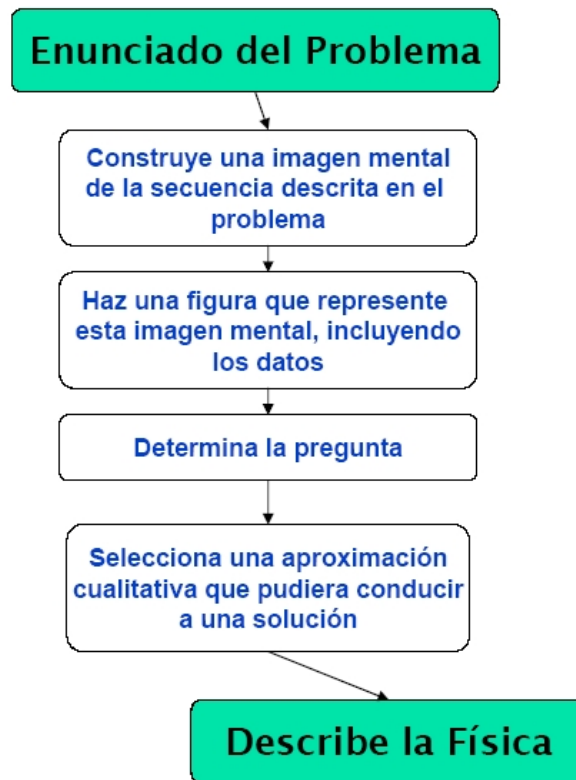 Enunciado del Problema
Construye una imagen mental
de la secuencia descrita en el
problema
Haz una figura que represente
esta imagen mental, incluyendo
los datos
Determina la pregunta
Selecciona una aproximación
cualitativa que pudiera conducir
a una solución
Describe la Física